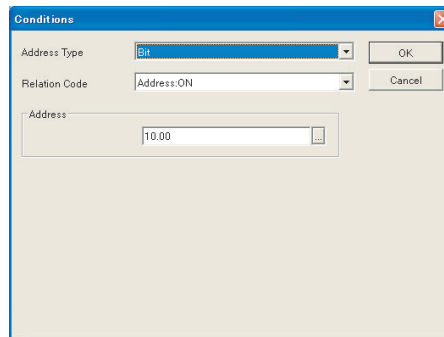 Conditions
Address Type Bit OK
Relation Code Address:ON Cancel
Address
10.00 ...